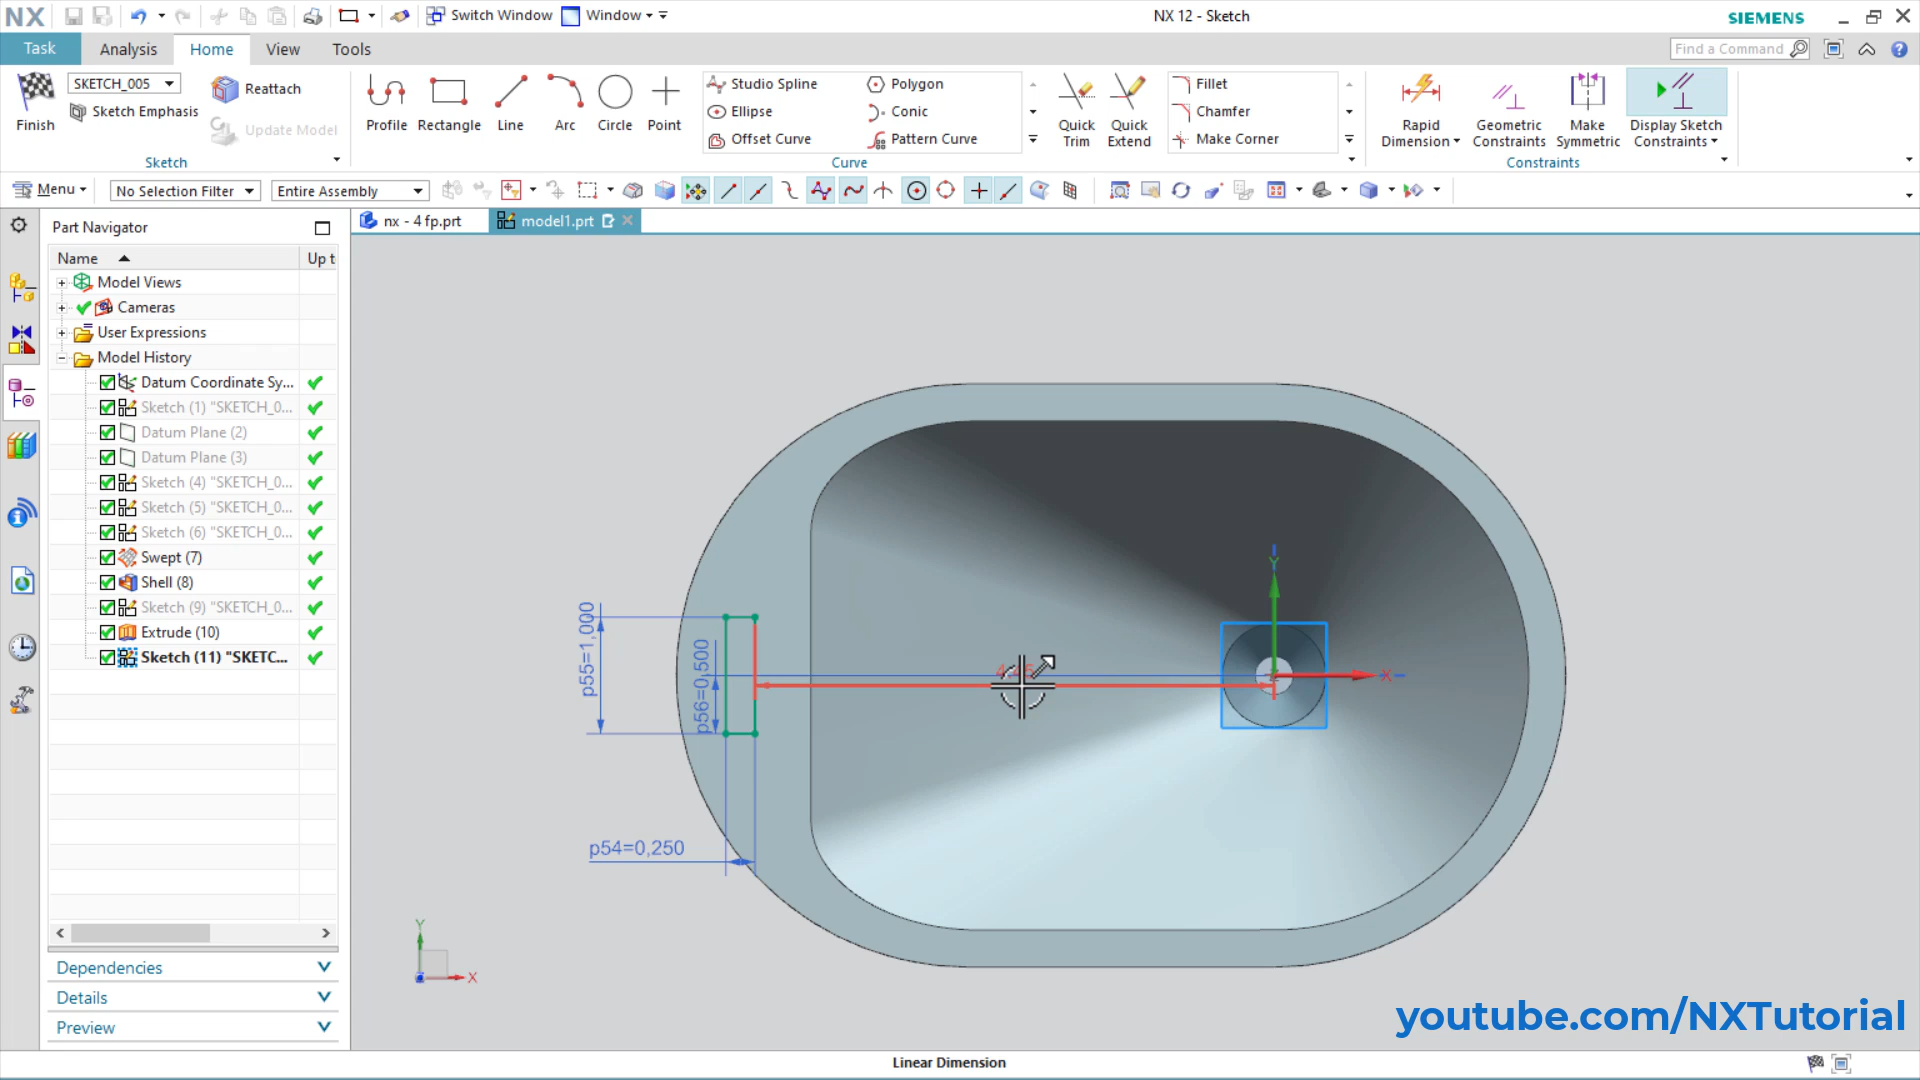 NX
Switch Window
Window
NX 12 - Sketch
SIEMENS
Task
Analysis
Home
View
Tools
Find a Command
Finish
SKETCH_005
Sketch Emphasis
Reattach
Update Model
Sketch
Profile
Rectangle
Line
Arc
Circle
Point
Studio Spline
Ellipse
Offset Curve
Polygon
Conic
Pattern Curve
Curve
Quick Trim
Quick Extend
Fillet
Chamfer
Make Corner
Rapid Dimension
Geometric Constraints
Make Symmetric
Display Sketch Constraints
Constraints
Menu
No Selection Filter
Entire Assembly
Part Navigator
nx - 4 fp.prt
model1.prt
Name
Up t
Model Views
Cameras
User Expressions
Model History
Datum Coordinate Sy...
Sketch (1) "SKETCH_0...
Datum Plane (2)
Datum Plane (3)
Sketch (4) "SKETCH_0...
Sketch (5) "SKETCH_0...
Sketch (6) "SKETCH_0...
Swept (7)
Shell (8)
Sketch (9) "SKETCH_0...
Extrude (10)
Sketch (11) "SKETC...
Dependencies
Details
Preview
p55=1,000
p56=0,500
p54=0,250
Y
X
Y
X
youtube.com/NXTutorial
Linear Dimension